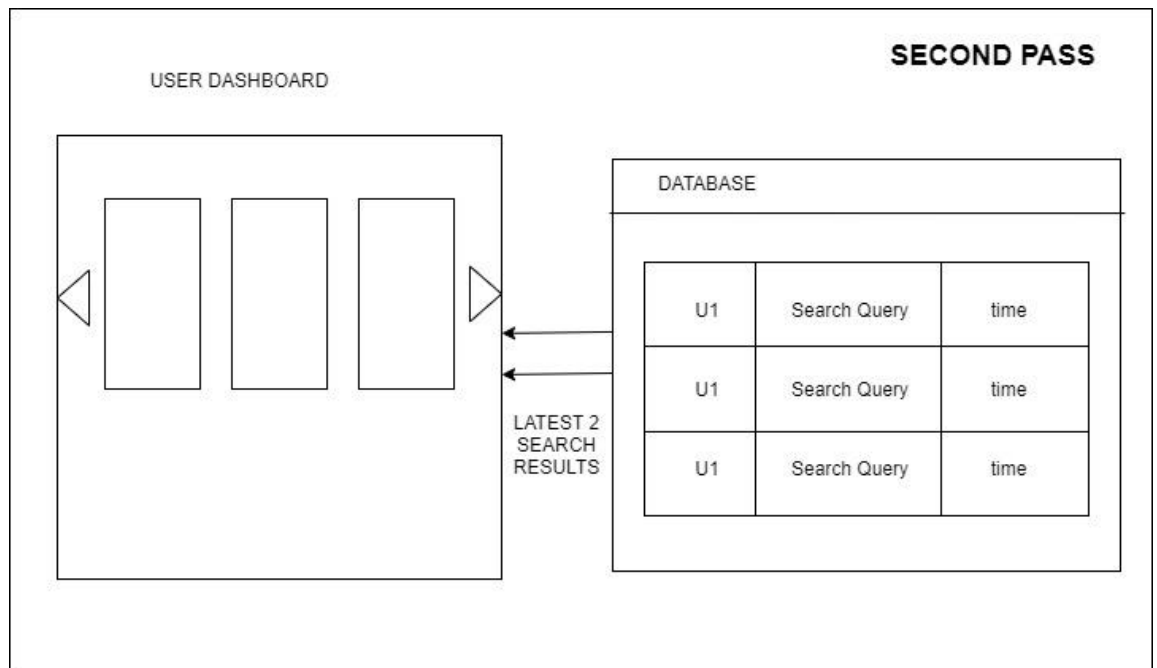 SECOND PASS
USER DASHBOARD
DATABASE
U1 Search Query time
U1 Search Query time
U1 Search Query time
LATEST 2
SEARCH
RESULTS